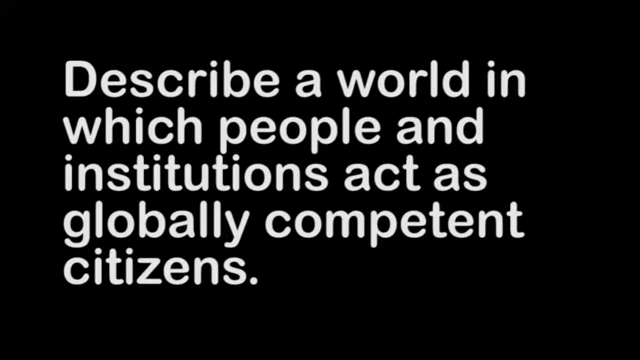 Describe a world in
which people and
institutions act as
globally competent
citizens.